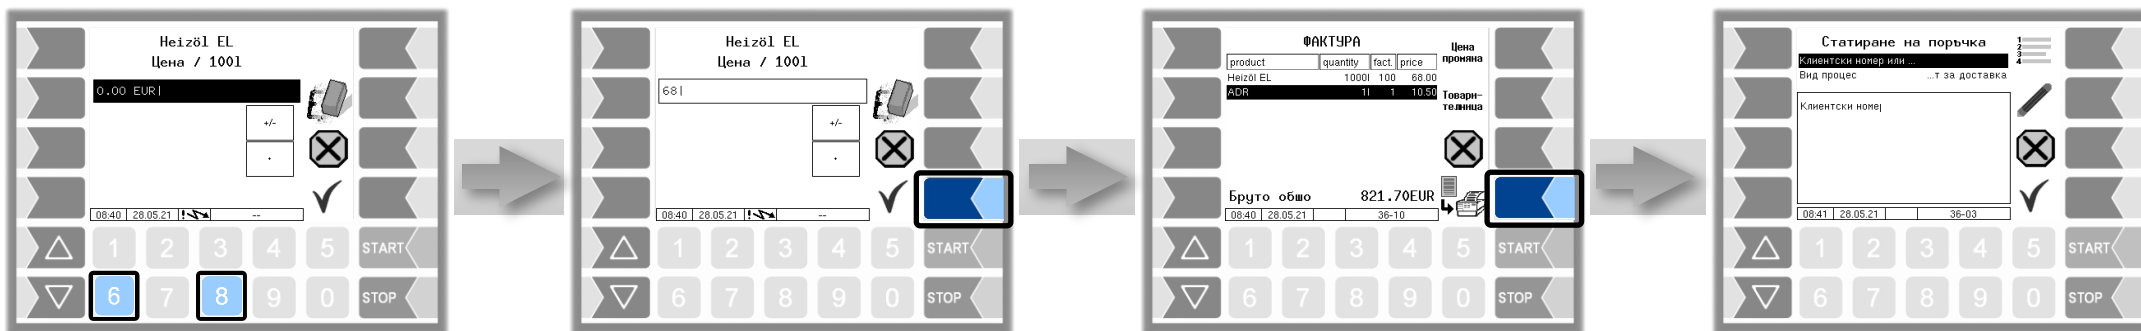 Heizöl EL
Цена / 100l
0.00 EUR
+/-
.
08:40 28.05.21 --
1 2 3 4 5 START
6 7 8 9 0 STOP
Heizöl EL
Цена / 100l
68
+/-
.
08:40 28.05.21 --
1 2 3 4 5 START
6 7 8 9 0 STOP
ФАКТУРА
Цена
промяна
product quantity fact. price
Heizöl EL 1000l 100 68.00
ADR 1l 1 10.50
Товари-
телница
Бруто обшо 821.70EUR
08:40 28.05.21 36-10
1 2 3 4 5 START
6 7 8 9 0 STOP
Статиране на поръчка
1
2
3
4
Клиентски номер или ...
Вид процес ...т за доставка
Клиентски номер
08:41 28.05.21 36-03
1 2 3 4 5 START
6 7 8 9 0 STOP